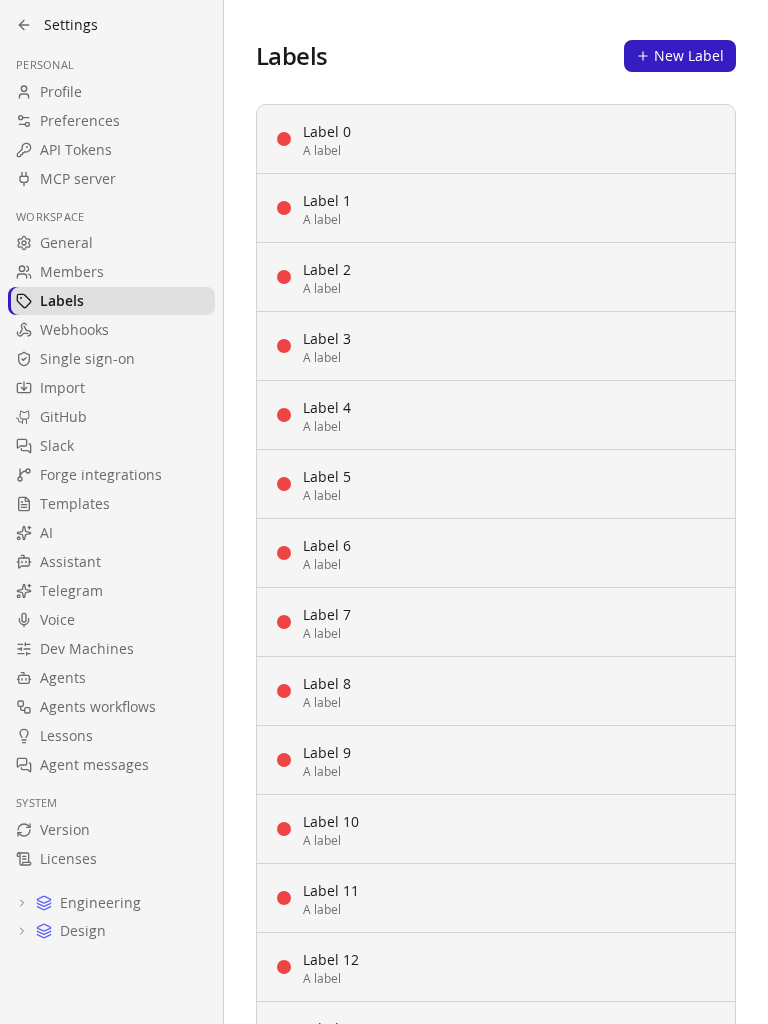 Settings
PERSONAL
Profile
Preferences
API Tokens
MCP server
WORKSPACE
General
Members
Labels
Webhooks
Single sign-on
Import
GitHub
Slack
Forge integrations
Templates
AI
Assistant
Telegram
Voice
Dev Machines
Agents
Agents workflows
Lessons
Agent messages
SYSTEM
Version
Licenses
Engineering
Design
Labels
New Label
Label 0
A label
Label 1
A label
Label 2
A label
Label 3
A label
Label 4
A label
Label 5
A label
Label 6
A label
Label 7
A label
Label 8
A label
Label 9
A label
Label 10
A label
Label 11
A label
Label 12
A label